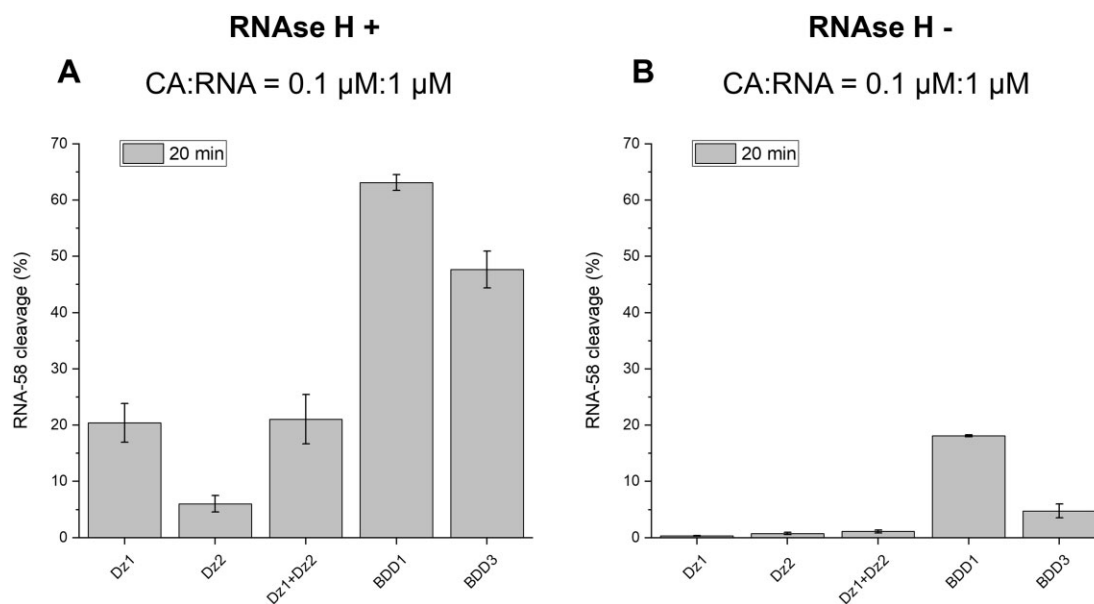 RNAse H +
A
CA:RNA = 0.1 µM:1 µM
20 min
RNA-58 cleavage (%)
70
60
50
40
30
20
10
0
Dz1
Dz2
Dz1+Dz2
BDD1
BDD3
RNAse H -
B
CA:RNA = 0.1 µM:1 µM
20 min
RNA-58 cleavage (%)
70
60
50
40
30
20
10
0
Dz1
Dz2
Dz1+Dz2
BDD1
BDD3